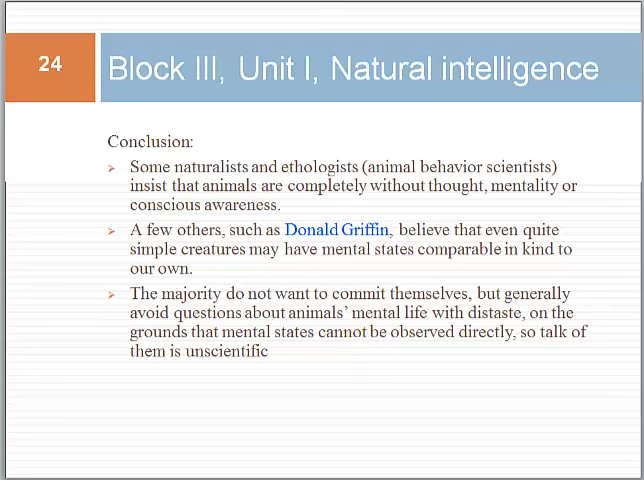 24
Block III, Unit I, Natural intelligence
Conclusion:
➢ Some naturalists and ethologists (animal behavior scientists)
insist that animals are completely without thought, mentality or
conscious awareness.
➢ A few others, such as Donald Griffin, believe that even quite
simple creatures may have mental states comparable in kind to
our own.
➢ The majority do not want to commit themselves, but generally
avoid questions about animals’ mental life with distaste, on the
grounds that mental states cannot be observed directly, so talk of
them is unscientific